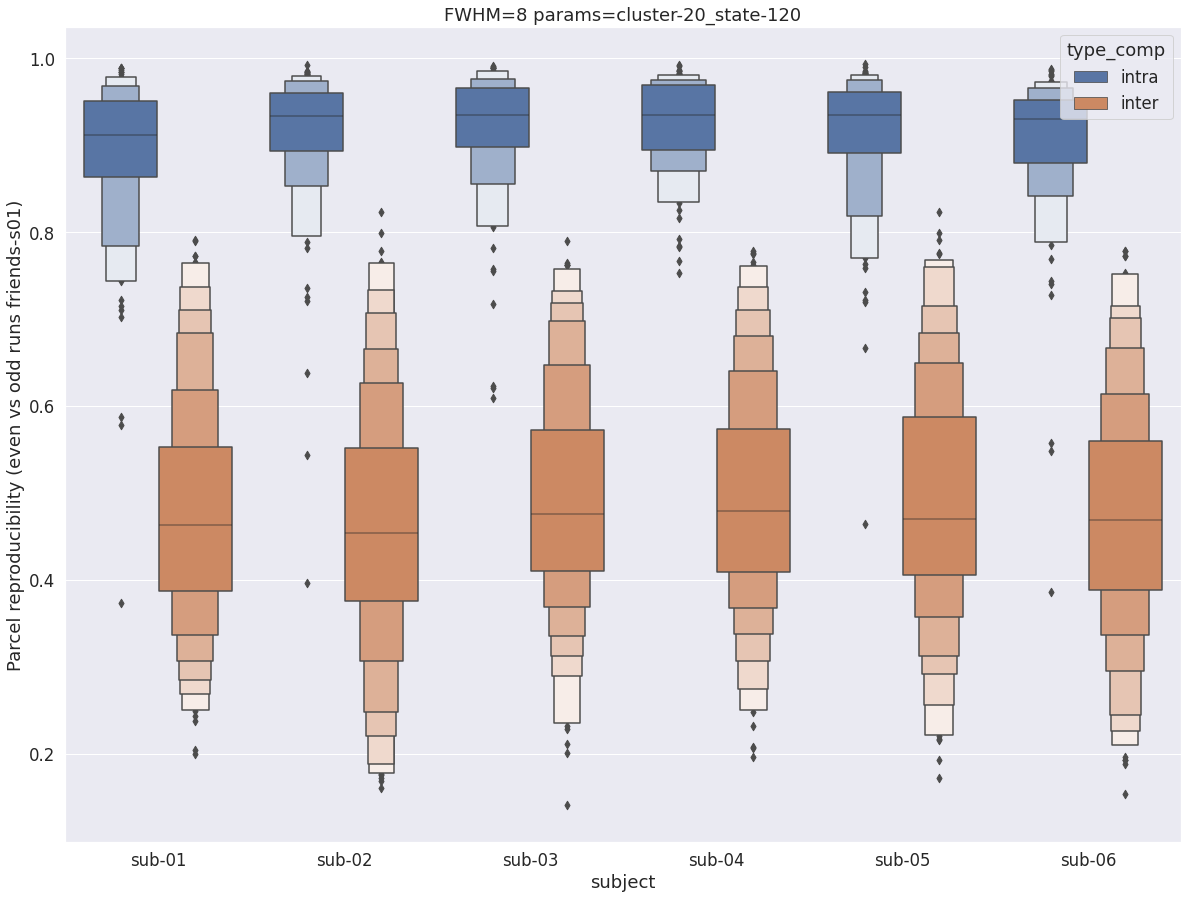 FWHM=8 params=cluster-20_state-120
type_comp
intra
inter
Parcel reproducibility (even vs odd runs friends-s01)
1.0
0.8
0.6
0.4
0.2
sub-01 sub-02 sub-03 sub-04 sub-05 sub-06
subject